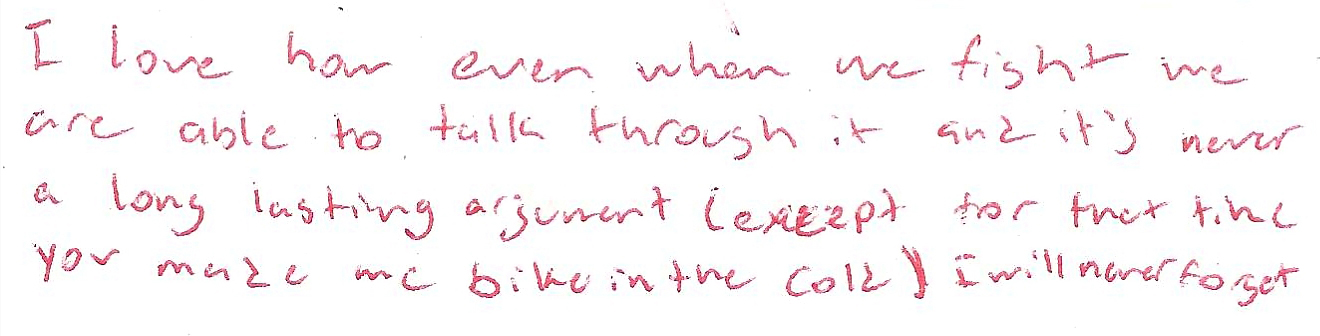 I love how even when we fight we
are able to talk through it and it's never
a long lasting argument (except for that time
you made me bike in the cold) I will never forget